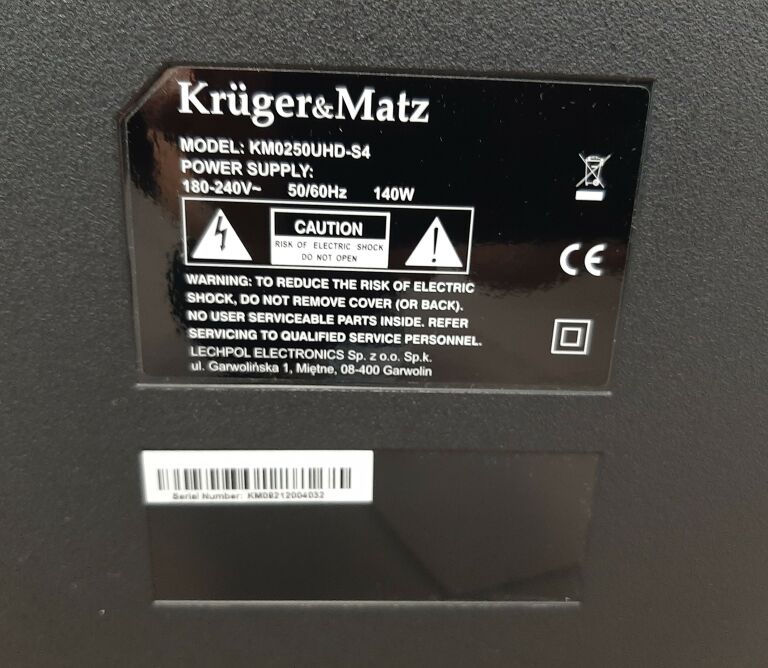 Krüger&Matz
MODEL: KM0250UHD-S4
POWER SUPPLY:
180-240V~ 50/60Hz 140W
CAUTION
RISK OF ELECTRIC SHOCK
DO NOT OPEN
WARNING: TO REDUCE THE RISK OF ELECTRIC
SHOCK, DO NOT REMOVE COVER (OR BACK).
NO USER SERVICEABLE PARTS INSIDE. REFER
SERVICING TO QUALIFIED SERVICE PERSONNEL.
LECHPOL ELECTRONICS Sp. z o.o. Sp.k.
ul. Garwolińska 1, Miętne, 08-400 Garwolin
CE
Serial Number: